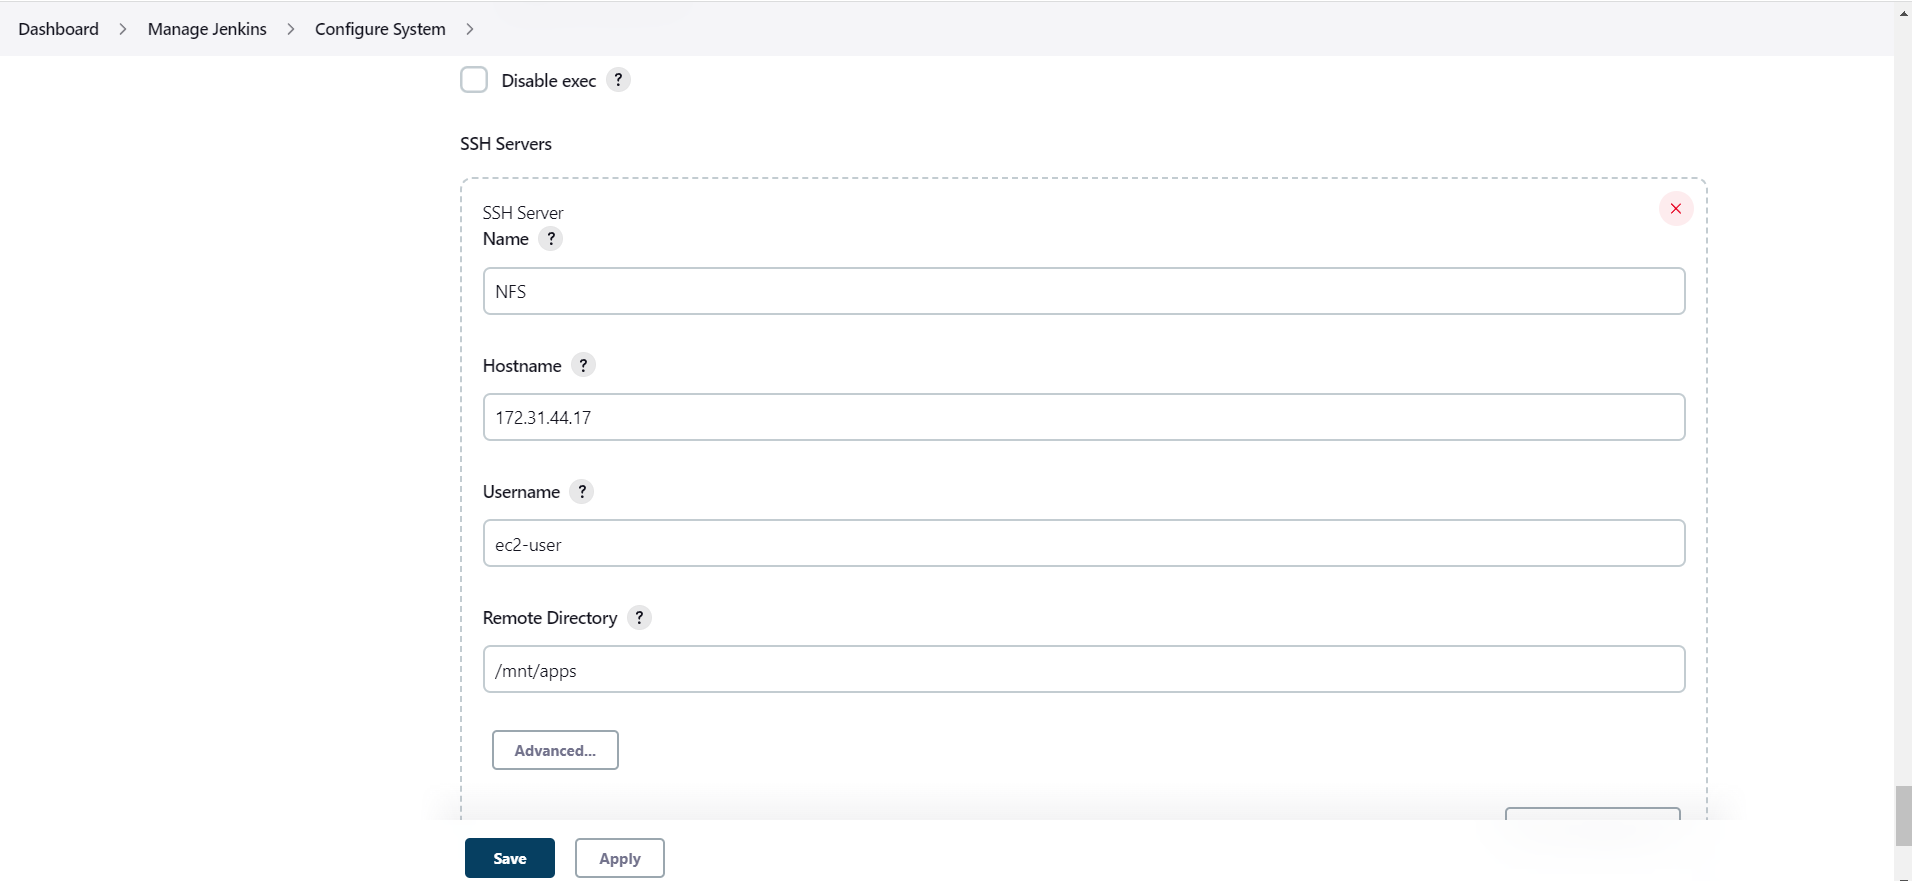 Dashboard > Manage Jenkins > Configure System >
Disable exec ?
SSH Servers
SSH Server
Name ?
NFS
Hostname ?
172.31.44.17
Username ?
ec2-user
Remote Directory ?
/mnt/apps
Advanced...
Save Apply